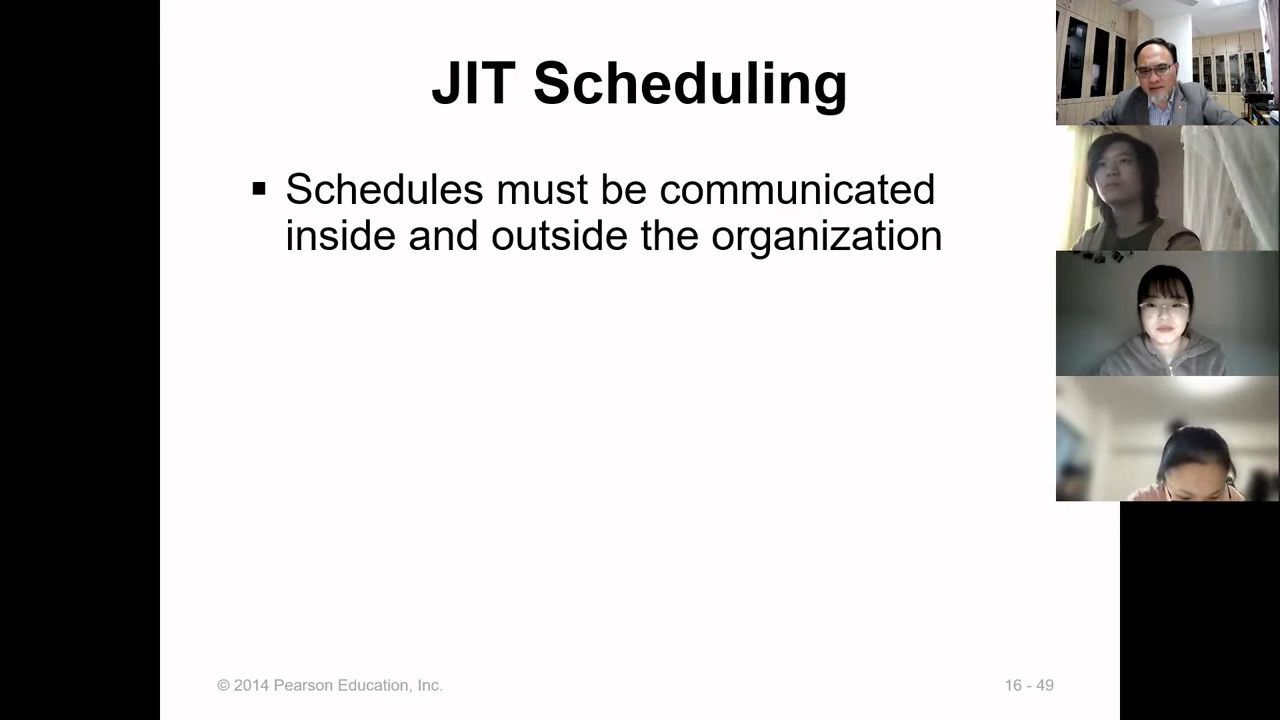 JIT Scheduling
▪ Schedules must be communicated
inside and outside the organization
© 2014 Pearson Education, Inc.
16 - 49